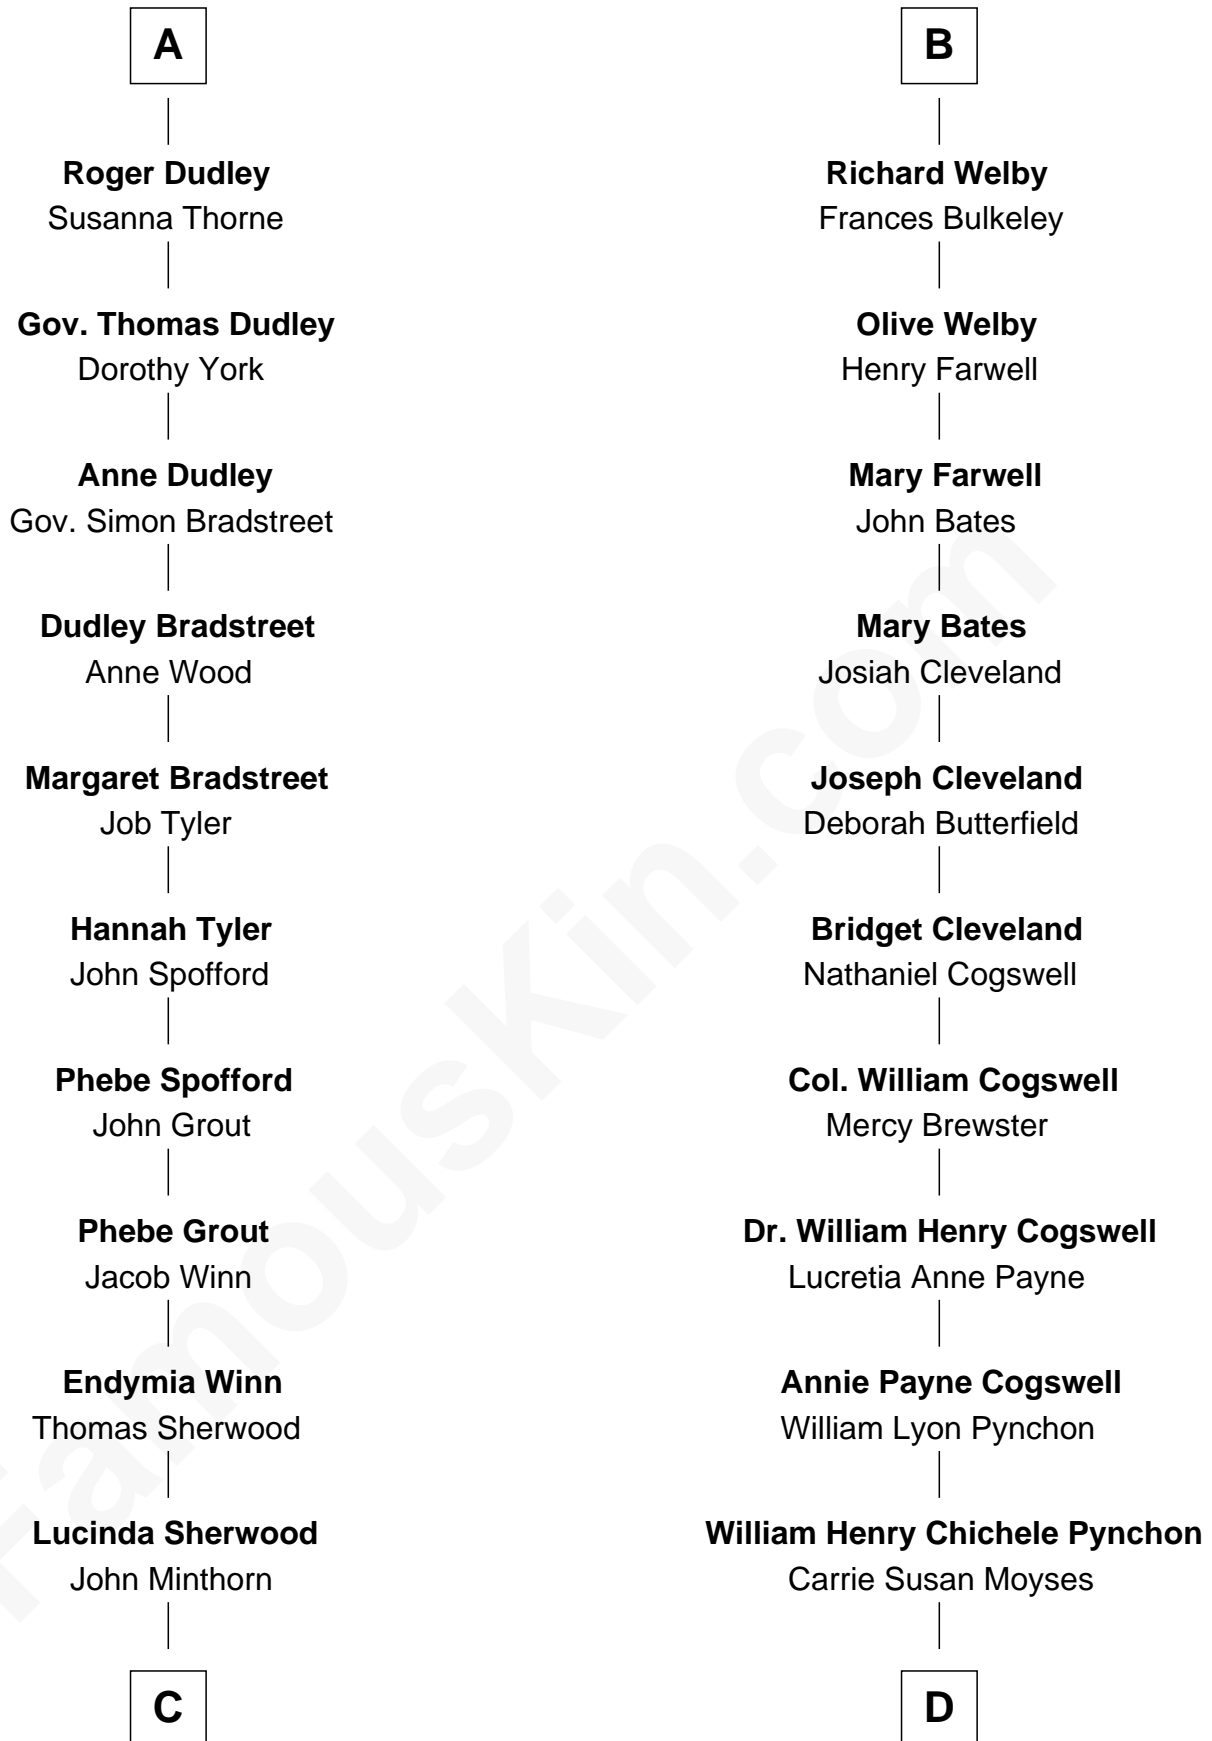 A
Roger Dudley
Susanna Thorne
Gov. Thomas Dudley
Dorothy York
Anne Dudley
Gov. Simon Bradstreet
Dudley Bradstreet
Anne Wood
Margaret Bradstreet
Job Tyler
Hannah Tyler
John Spofford
Phebe Spofford
John Grout
Phebe Grout
Jacob Winn
Endymia Winn
Thomas Sherwood
Lucinda Sherwood
John Minthorn
C
B
Richard Welby
Frances Bulkeley
Olive Welby
Henry Farwell
Mary Farwell
John Bates
Mary Bates
Josiah Cleveland
Joseph Cleveland
Deborah Butterfield
Bridget Cleveland
Nathaniel Cogswell
Col. William Cogswell
Mercy Brewster
Dr. William Henry Cogswell
Lucretia Anne Payne
Annie Payne Cogswell
William Lyon Pynchon
William Henry Chichele Pynchon
Carrie Susan Moyses
D
FamousKin.com